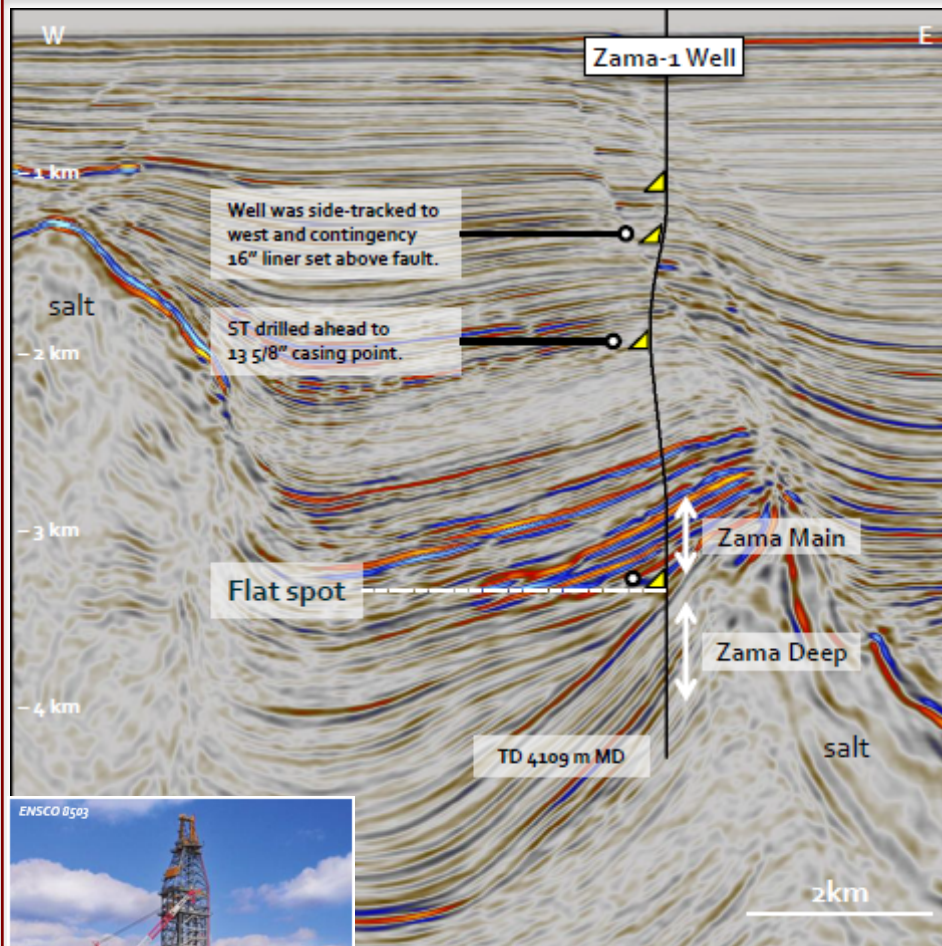 W
E
Zama-1 Well
– 1 km
Well was side-tracked to
west and contingency
16” liner set above fault.
salt
ST drilled ahead to
13 5/8” casing point.
– 2 km
– 3 km
Zama Main
Flat spot
Zama Deep
– 4 km
TD 4109 m MD
salt
ENSCO 8503
2km